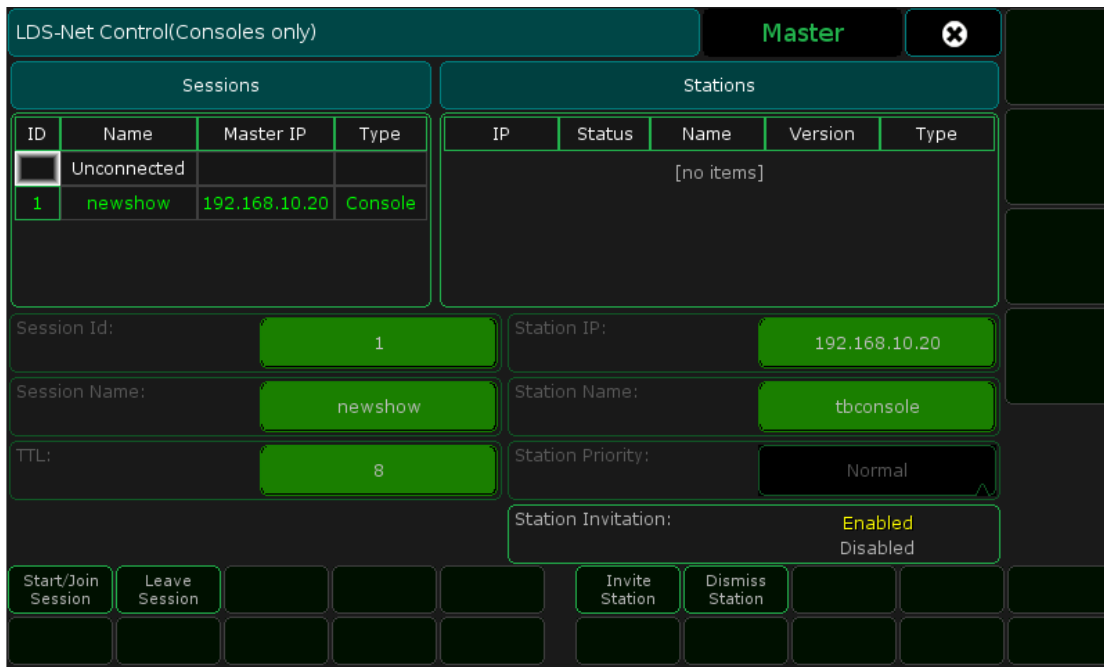 LDS-Net Control(Consoles only)
Master
Sessions
Stations
ID Name Master IP Type
IP Status Name Version Type
Unconnected
[no items]
1 newshow 192.168.10.20 Console
Session Id: 1
Station IP: 192.168.10.20
Session Name: newshow
Station Name: tbconsole
TTL: 8
Station Priority: Normal
Station Invitation: Enabled
Disabled
Start/Join
Session
Leave
Session
Invite
Station
Dismiss
Station